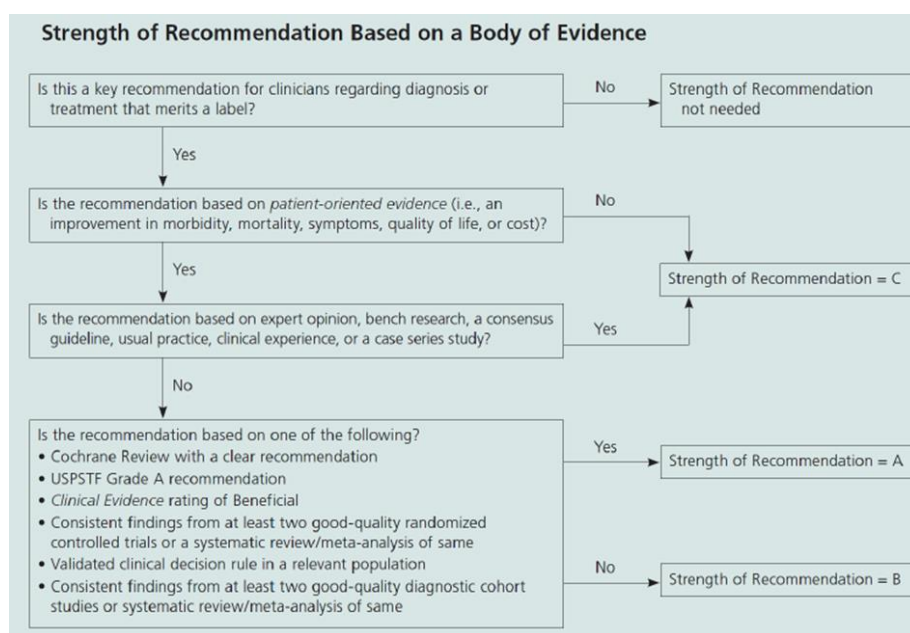 Strength of Recommendation Based on a Body of Evidence
Is this a key recommendation for clinicians regarding diagnosis or
treatment that merits a label?
No
Strength of Recommendation
not needed
Yes
Is the recommendation based on patient-oriented evidence (i.e., an
improvement in morbidity, mortality, symptoms, quality of life, or cost)?
No
Yes
Strength of Recommendation = C
Is the recommendation based on expert opinion, bench research, a consensus
guideline, usual practice, clinical experience, or a case series study?
Yes
No
Is the recommendation based on one of the following?
• Cochrane Review with a clear recommendation
• USPSTF Grade A recommendation
• Clinical Evidence rating of Beneficial
• Consistent findings from at least two good-quality randomized
controlled trials or a systematic review/meta-analysis of same
• Validated clinical decision rule in a relevant population
• Consistent findings from at least two good-quality diagnostic cohort
studies or systematic review/meta-analysis of same
Yes
Strength of Recommendation = A
No
Strength of Recommendation = B